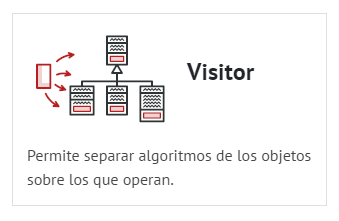 Visitor
Permite separar algoritmos de los objetos
sobre los que operan.